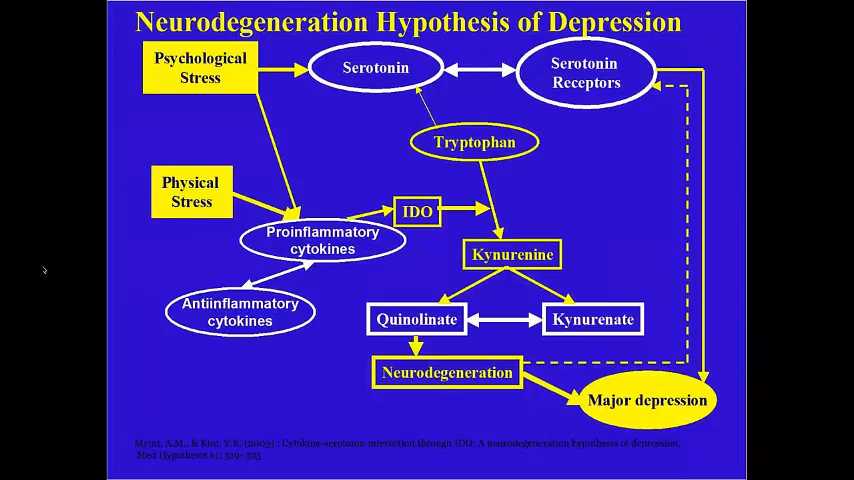 Neurodegeneration Hypothesis of Depression
Psychological
Stress
Serotonin
Serotonin
Receptors
Tryptophan
Physical
Stress
IDO
Proinflammatory
cytokines
Kynurenine
Antiinflammatory
cytokines
Quinolinate
Kynurenate
Neurodegeneration
Major depression
Myint, A.M., & Kim, Y.K. (2003) : Cytokine-serotonin interaction through IDO: A neurodegeneration hypothesis of depression,
Med Hypothesis 61: 519-525